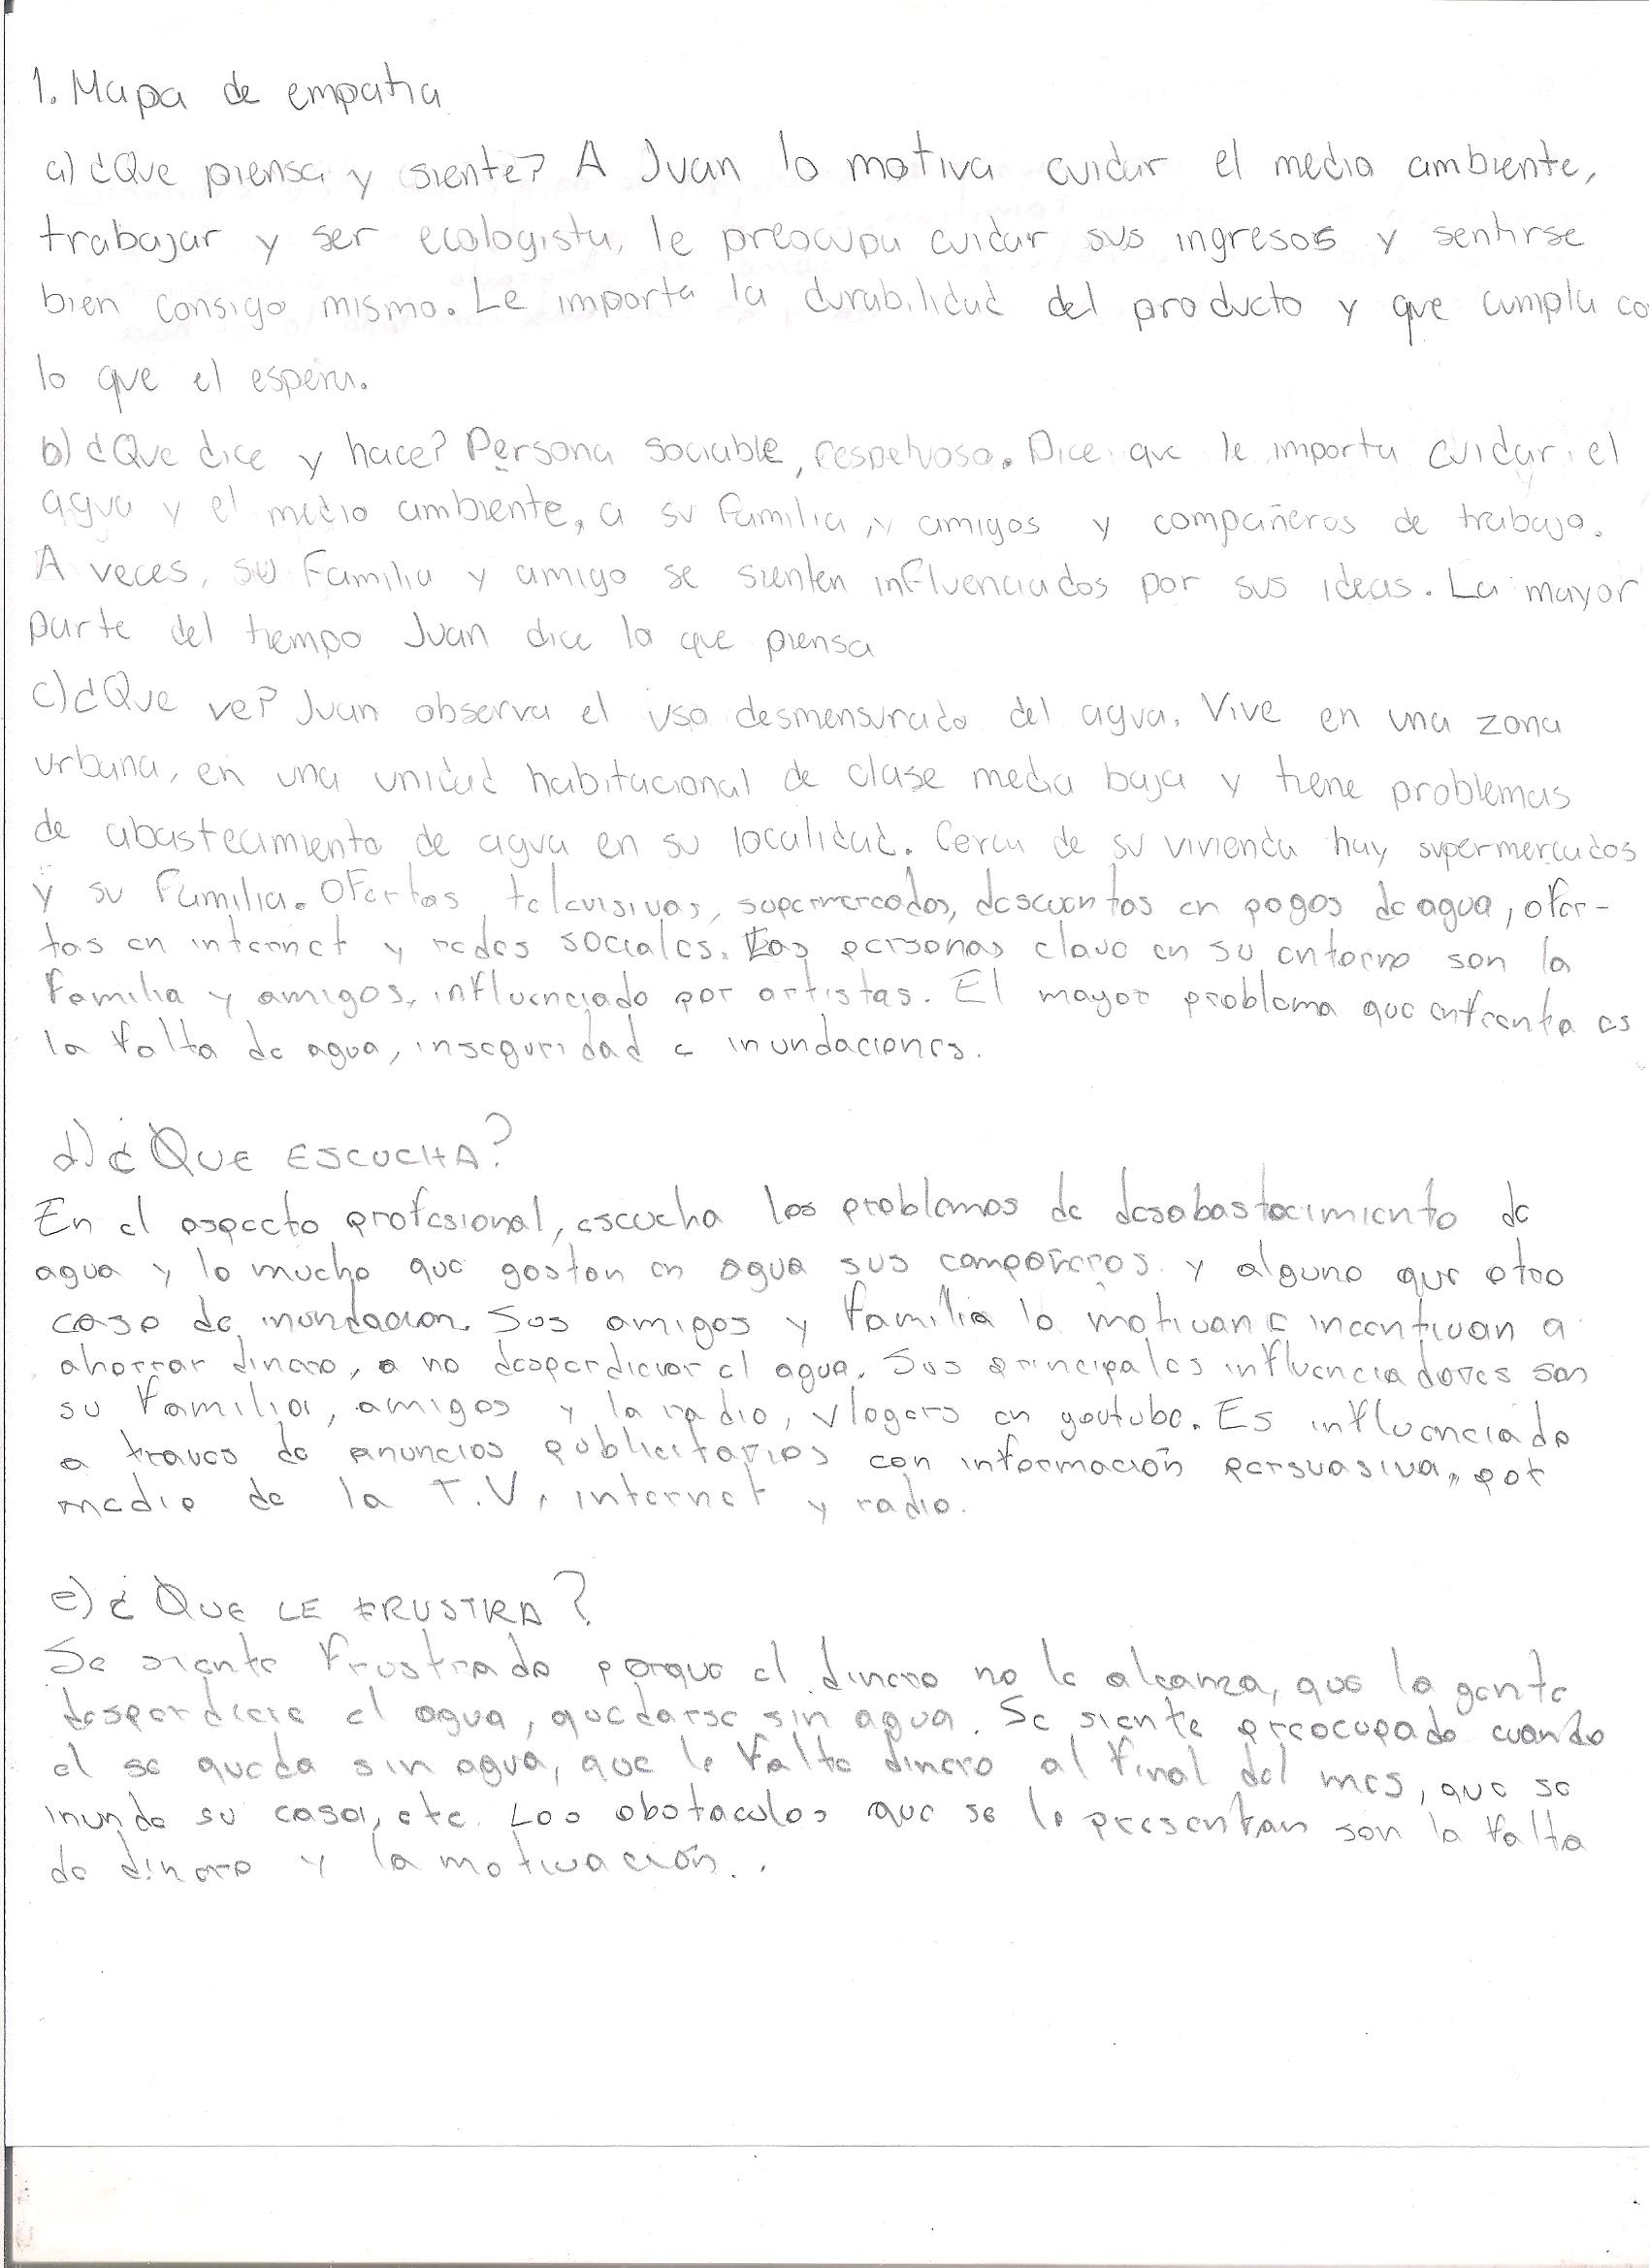 1. Mapa de empatia
a) ¿Que piensa y siente? A Juan lo motiva cuidar el medio ambiente,
trabajar y ser ecologista, le preocupa cuidar sus ingresos y sentirse
bien consigo mismo. Le importa la durabilidad del producto y que cumpla co
lo que el espera.
b) ¿Que dice y hace? Persona sociable, respetuosa. Dice que le importa cuidar el
agua y el medio ambiente, a su familia, y amigos y compañeros de trabajo.
A veces, su familia y amigo se sienten influenciados por sus ideas. La mayor
parte del tiempo Juan dice lo que piensa
c) ¿Que ve? Juan observa el uso desmensurado del agua. Vive en una zona
urbana, en una unidad habitacional de clase media baja y tiene problemas
de abastecimiento de agua en su localidad. Cerca de su vivienda hay supermercados
y su familia. Ofertas televisivas, supermercados, descuentos en pagos de agua, ofer-
tas en internet y redes sociales. Las personas clave en su entorno son la
familia y amigos, influenciado por artistas. El mayor problema que enfrenta es
la falta de agua, inseguridad e inundaciones.
d) ¿QUE ESCUCHA?
En el aspecto profesional, escucha los problemas de desabastecimiento de
agua y lo mucho que gastan en agua sus compañeros y alguno que otro
caso de inundacion. Sus amigos y familia lo motivan e incentivan a
ahorrar dinero, a no desperdiciar el agua. Sus principales influenciadores son
su familia, amigos y la radio, vlogers en youtube. Es influenciado
a traves de anuncios publicitarios con información persuasiva, por
medio de la T.V, internet y radio.
e) ¿QUE LE FRUSTRA?
Se siente frustrado porque el dinero no le alcanza, que la gente
desperdicie el agua, quedarse sin agua. Se siente preocupado cuando
el se queda sin agua, que le falte dinero al final del mes, que se
inunde su casa, etc. Los obstaculos que se le presentan son la falta
de dinero y la motivación..